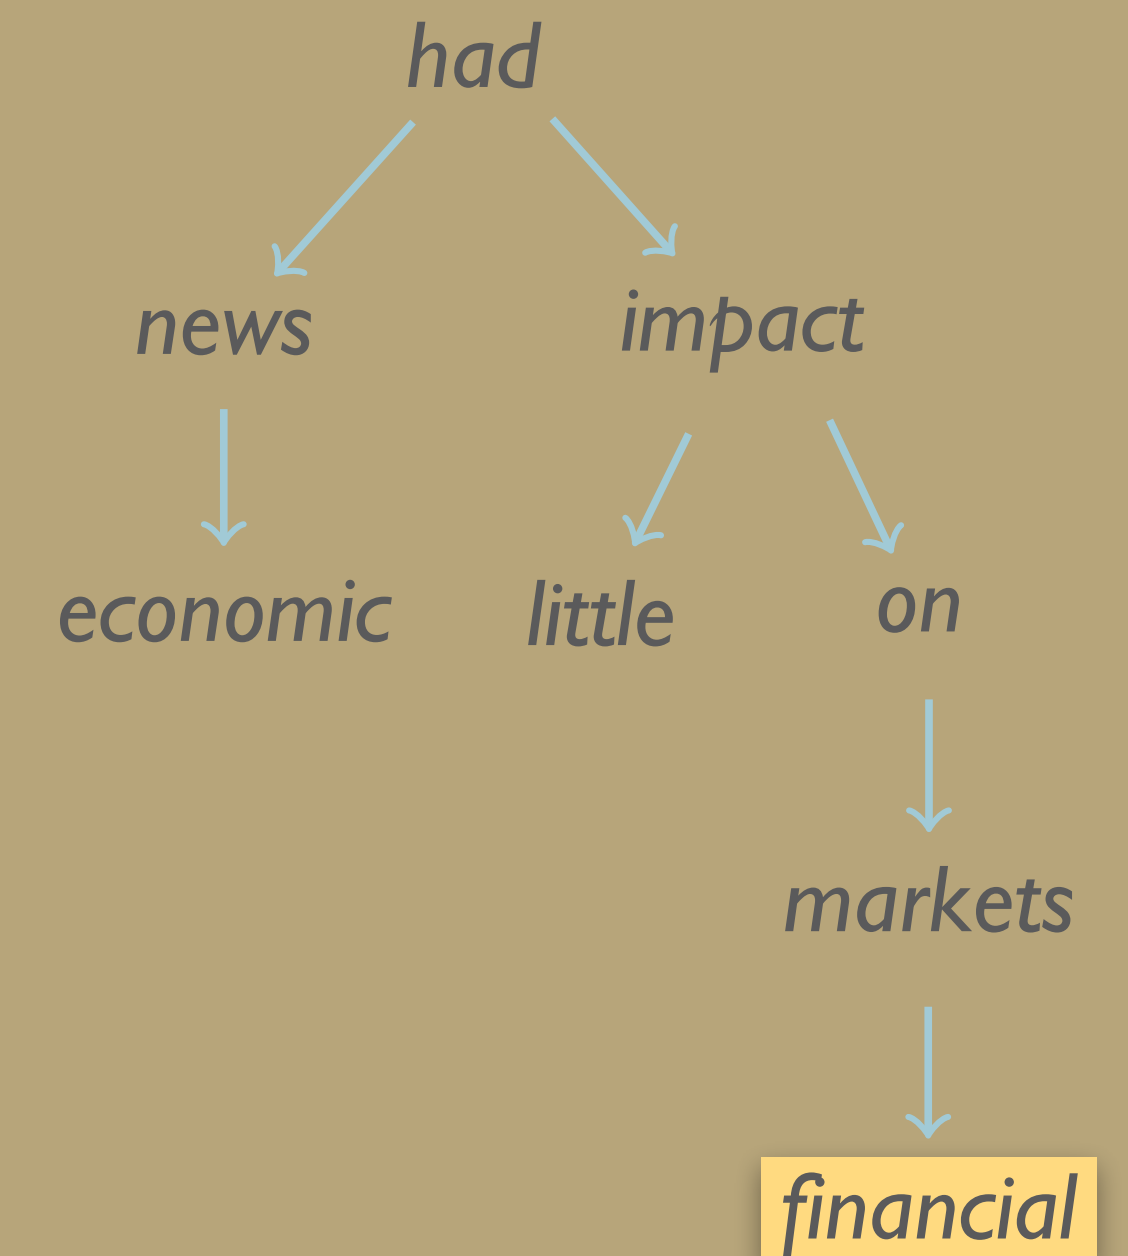 had
news impact
economic little on
markets
financial